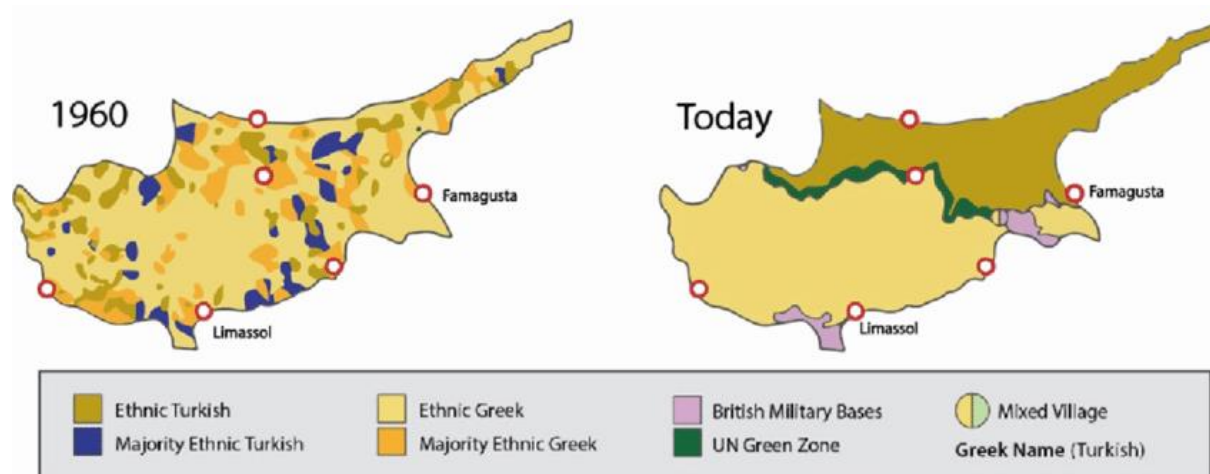 1960
Today
Famagusta
Famagusta
Limassol
Limassol
Ethnic Turkish
Ethnic Greek
British Military Bases
Mixed Village
Majority Ethnic Turkish
Majority Ethnic Greek
UN Green Zone
Greek Name (Turkish)